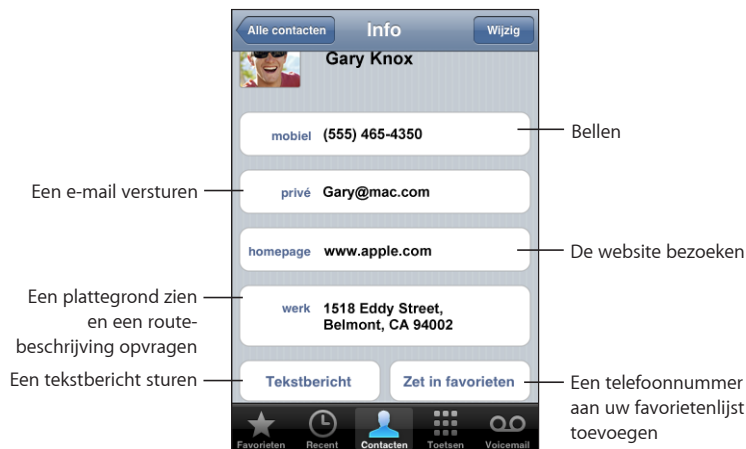 Alle contacten
Info
Wijzig
Gary Knox
mobiel (555) 465-4350
Bellen
Een e-mail versturen
privé Gary@mac.com
homepage www.apple.com
De website bezoeken
Een plattegrond zien
en een route-
beschrijving opvragen
werk 1518 Eddy Street,
Belmont, CA 94002
Een tekstbericht sturen
Tekstbericht
Zet in favorieten
Een telefoonnummer
aan uw favorietenlijst
toevoegen
Favorieten
Recent
Contacten
Toetsen
Voicemail